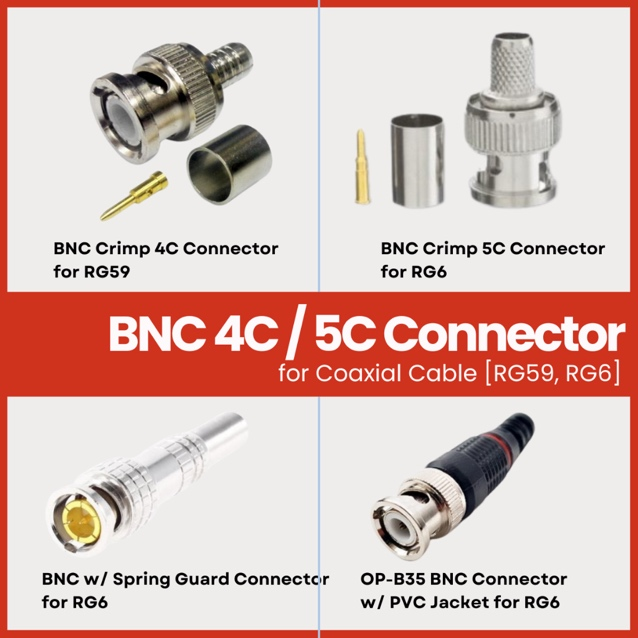 BNC Crimp 4C Connector
for RG59
BNC Crimp 5C Connector
for RG6
BNC 4C / 5C Connector
for Coaxial Cable [RG59, RG6]
BNC w/ Spring Guard Connector
for RG6
OP-B35 BNC Connector
w/ PVC Jacket for RG6